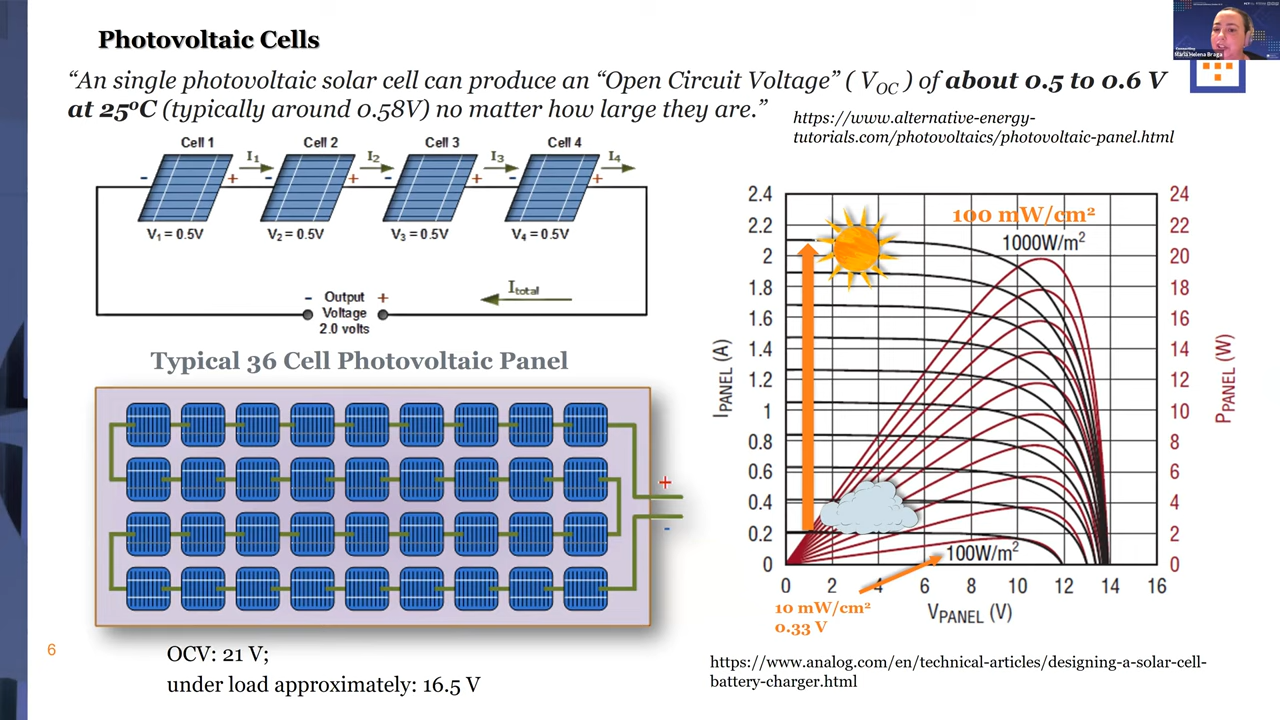 Photovoltaic Cells
“An single photovoltaic solar cell can produce an “Open Circuit Voltage” ( VOC ) of about 0.5 to 0.6 V
at 25ºC (typically around 0.58V) no matter how large they are.”
https://www.alternative-energy-
tutorials.com/photovoltaics/photovoltaic-panel.html
Maria Helena Braga
Cell 1 Cell 2 Cell 3 Cell 4
I1 I2 I3 I4
- + - + - + - +
V1 = 0.5V V2 = 0.5V V3 = 0.5V V4 = 0.5V
Itotal
- Output +
Voltage
2.0 volts
Typical 36 Cell Photovoltaic Panel
+
-
OCV: 21 V;
under load approximately: 16.5 V
6
100 mW/cm²
1000W/m²
2.4 24
2.2 22
2 20
1.8 18
1.6 16
1.4 14
1.2 12
1 10
0.8 8
0.6 6
0.4 4
0.2 2
0 0
IPANEL (A)
PPANEL (W)
100W/m²
0 2 4 6 8 10 12 14 16
VPANEL (V)
10 mW/cm²
0.33 V
https://www.analog.com/en/technical-articles/designing-a-solar-cell-
battery-charger.html